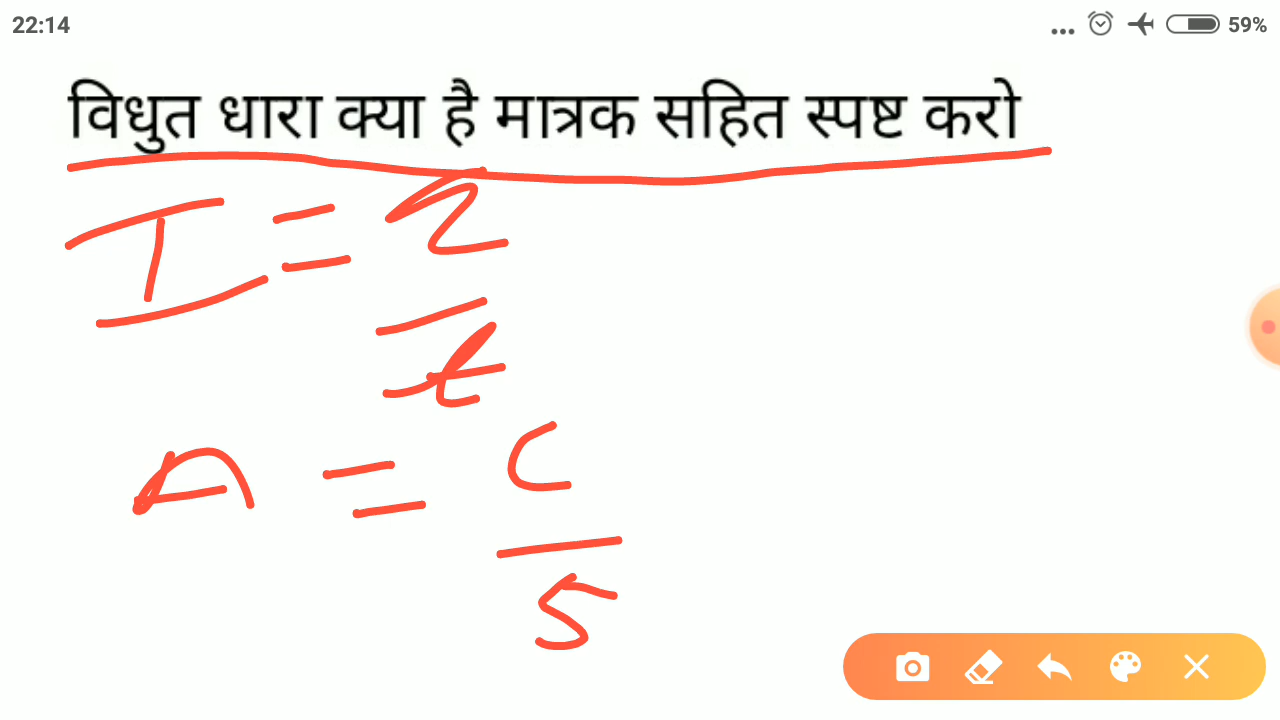 22:14 ... 59%
विधुत धारा क्या है मात्रक सहित स्पष्ट करो
I =
t
A = C
S